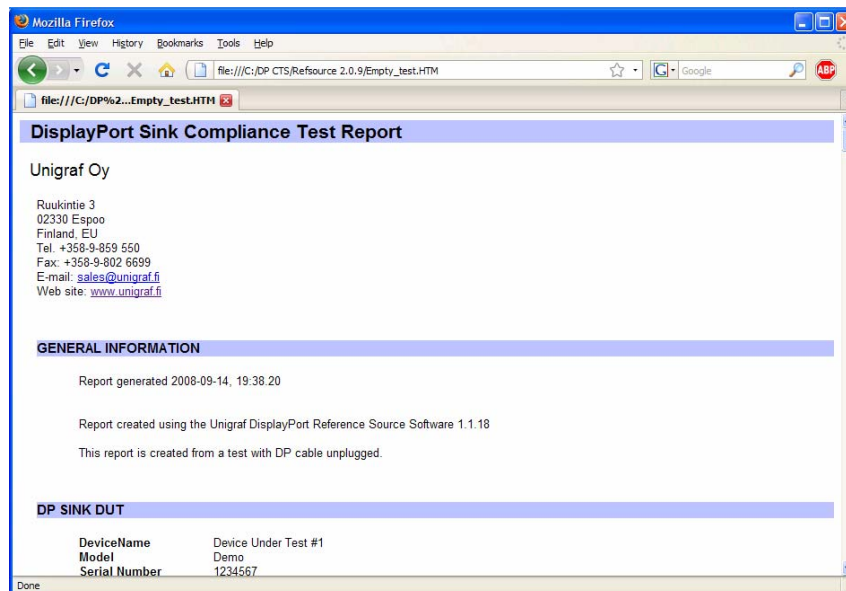 Mozilla Firefox
File Edit View History Bookmarks Tools Help
file:///C:/DP CTS/Refsource 2.0.9/Empty_test.HTM
Google
ABP
file:///C:/DP%2...Empty_test.HTM
DisplayPort Sink Compliance Test Report
Unigraf Oy
Ruukintie 3
02330 Espoo
Finland, EU
Tel. +358-9-859 550
Fax: +358-9-802 6699
E-mail: sales@unigraf.fi
Web site: www.unigraf.fi
GENERAL INFORMATION
Report generated 2008-09-14, 19:38.20
Report created using the Unigraf DisplayPort Reference Source Software 1.1.18
This report is created from a test with DP cable unplugged.
DP SINK DUT
DeviceName Device Under Test #1
Model Demo
Serial Number 1234567
Done